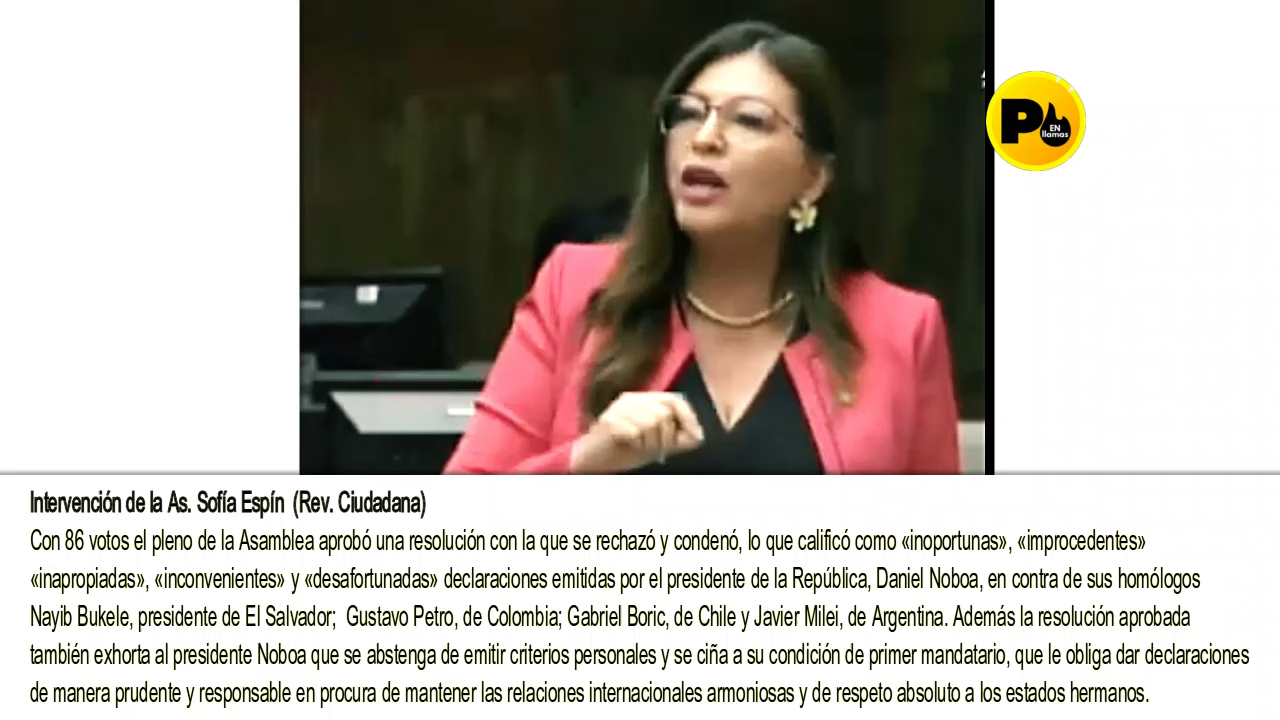 P
EN
llamas
Intervención de la As. Sofía Espín (Rev. Ciudadana)
Con 86 votos el pleno de la Asamblea aprobó una resolución con la que se rechazó y condenó, lo que calificó como «inoportunas», «improcedentes»
«inapropiadas», «inconvenientes» y «desafortunadas» declaraciones emitidas por el presidente de la República, Daniel Noboa, en contra de sus homólogos
Nayib Bukele, presidente de El Salvador; Gustavo Petro, de Colombia; Gabriel Boric, de Chile y Javier Milei, de Argentina. Además la resolución aprobada
también exhorta al presidente Noboa que se abstenga de emitir criterios personales y se ciña a su condición de primer mandatario, que le obliga dar declaraciones
de manera prudente y responsable en procura de mantener las relaciones internacionales armoniosas y de respeto absoluto a los estados hermanos.